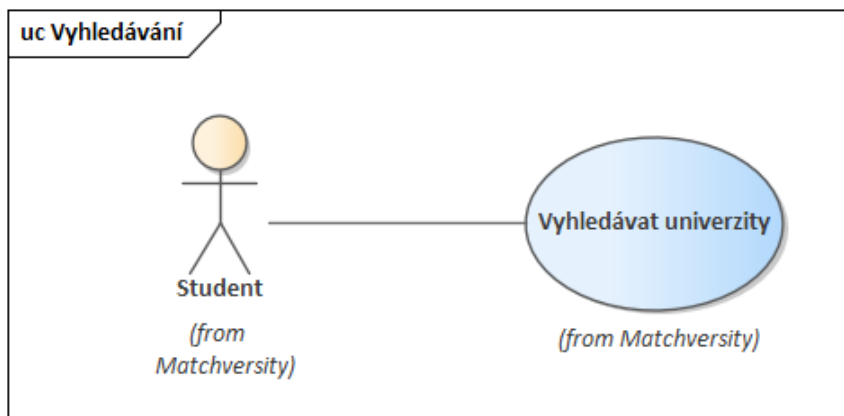 uc Vyhledávání
Student
(from
Matchversity)
Vyhledávat univerzity
(from Matchversity)